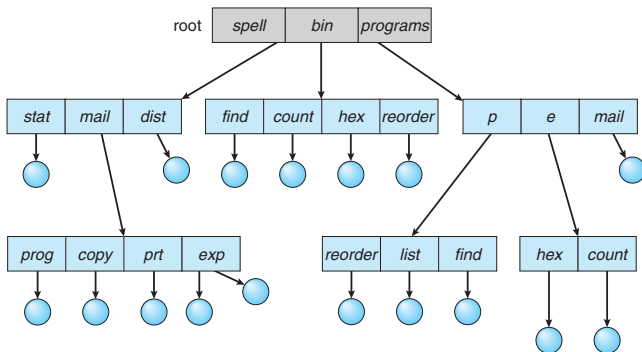 root spell bin programs
stat mail dist find count hex reorder p e mail
prog copy prt exp reorder list find hex count